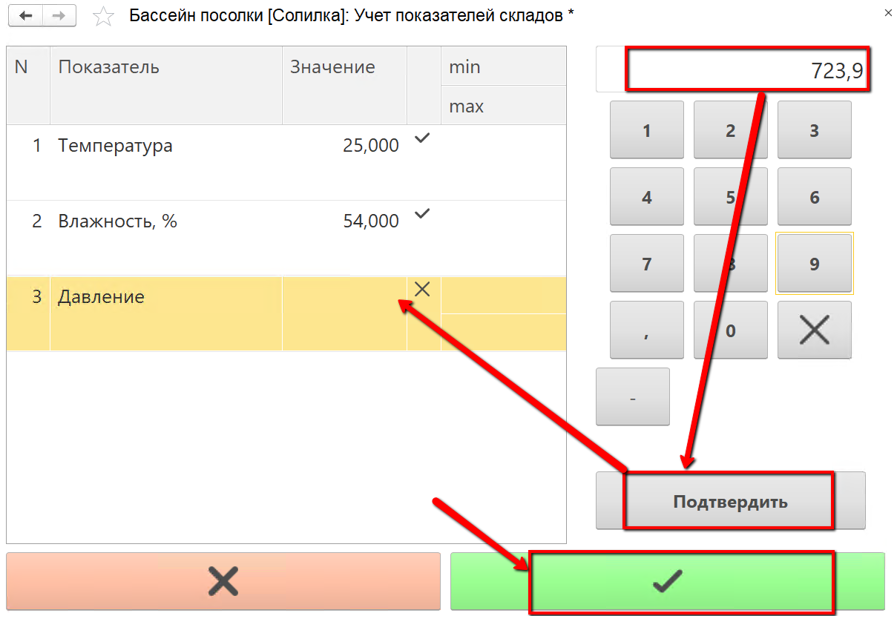 Бассейн посолки [Солилка]: Учет показателей складов *
N Показатель Значение min
max
1 Температура 25,000
2 Влажность, % 54,000
3 Давление
723,9
1 2 3
4 5 6
7 8 9
, 0
-
Подтвердить